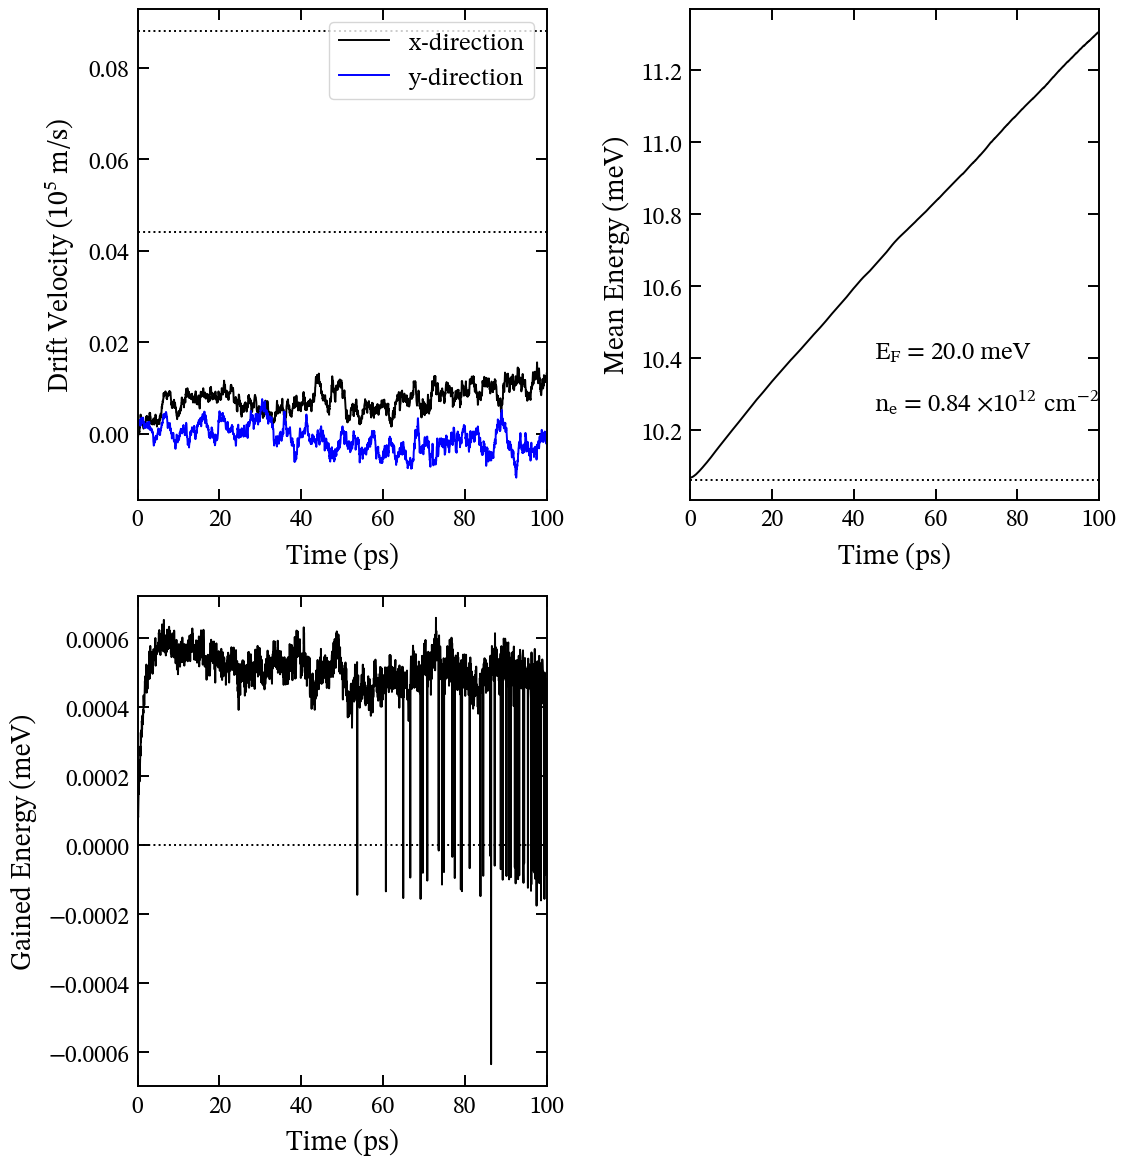 Drift Velocity (10⁵ m/s)
0.08
0.06
0.04
0.02
0.00
x-direction
y-direction
0 20 40 60 80 100
Time (ps)
Mean Energy (meV)
11.2
11.0
10.8
10.6
10.4
10.2
E_F = 20.0 meV
n_e = 0.84 ×10¹² cm⁻²
0 20 40 60 80 100
Time (ps)
Gained Energy (meV)
0.0006
0.0004
0.0002
0.0000
−0.0002
−0.0004
−0.0006
0 20 40 60 80 100
Time (ps)